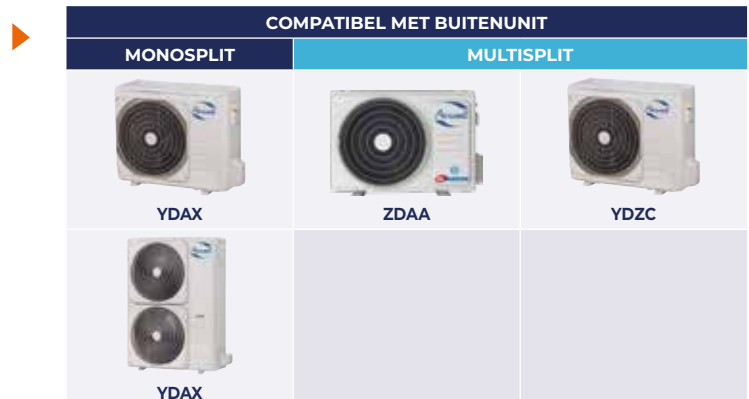 COMPATIBEL MET BUITENUNIT
MONOSPLIT MULTISPLIT
YDAX ZDAA YDZC
YDAX